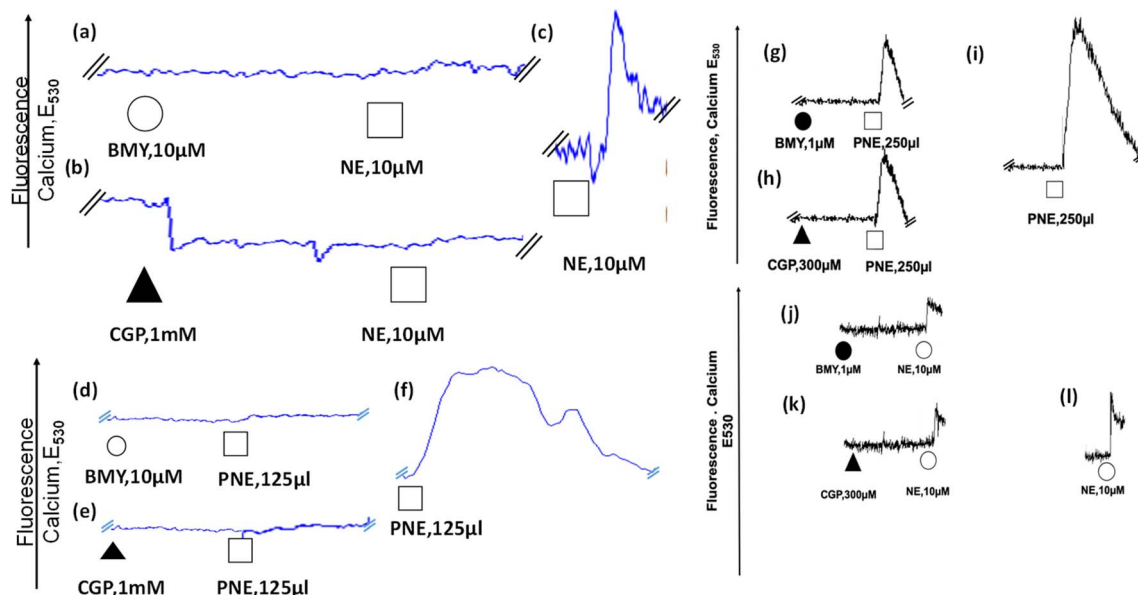 Fluorescence
Calcium,E530
(a)
BMY,10µM
NE,10µM
(b)
CGP,1mM
NE,10µM
(c)
NE,10µM
Fluorescence
Calcium,E530
(d)
BMY,10µM
PNE,125µl
(e)
CGP,1mM
PNE,125µl
(f)
PNE,125µl
Fluorescence, Calcium E530
(g)
BMY,1µM
PNE,250µl
(h)
CGP,300µM
PNE,250µl
(i)
PNE,250µl
Fluorescence . Calcium
E530
(j)
BMY,1µM
NE,10µM
(k)
CGP,300µM
NE,10µM
(l)
NE,10µM